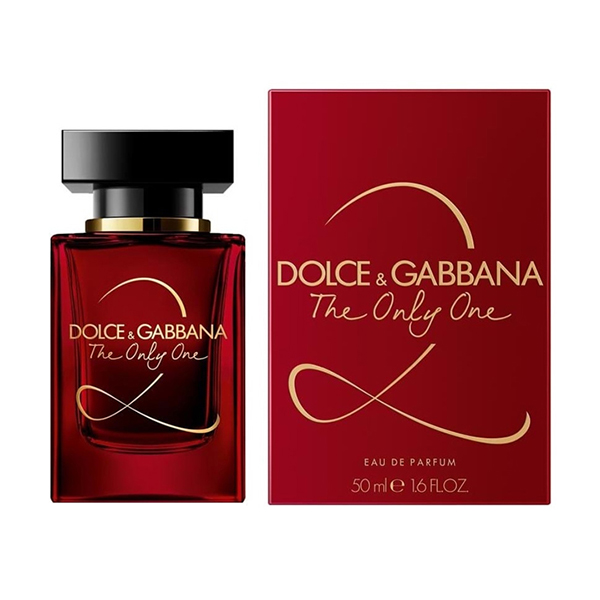 DOLCE & GABBANA
The Only One
DOLCE & GABBANA
The Only One
EAU DE PARFUM
50 ml ℮ 1.6 FL.OZ.